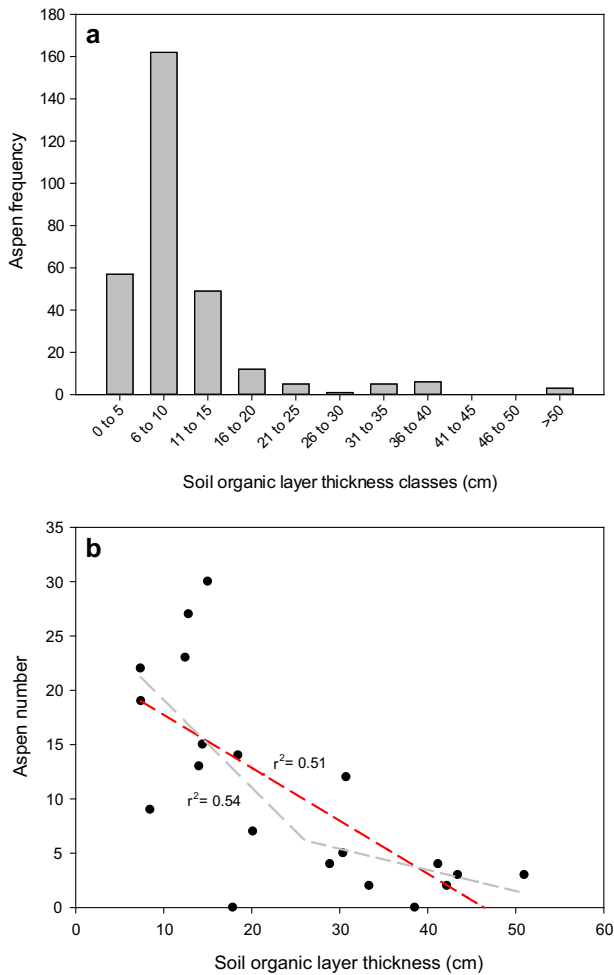 a
180
160
140
120
100
80
60
40
20
0
Aspen frequency
0 to 5
6 to 10
11 to 15
16 to 20
21 to 25
26 to 30
31 to 35
36 to 40
41 to 45
46 to 50
>50
Soil organic layer thickness classes (cm)
b
35
30
25
20
15
10
5
0
Aspen number
r²= 0.51
r²= 0.54
0 10 20 30 40 50 60
Soil organic layer thickness (cm)